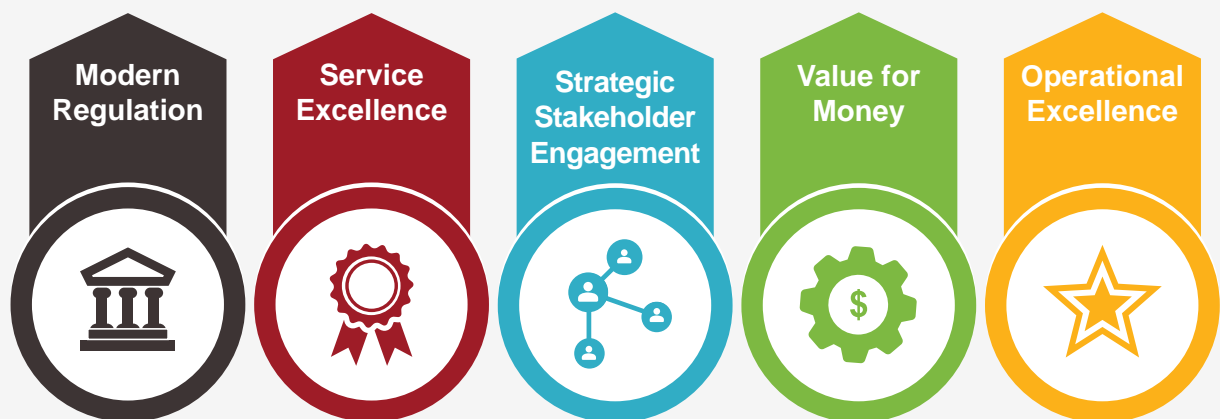 Modern
Regulation
Service
Excellence
Strategic
Stakeholder
Engagement
Value for
Money
Operational
Excellence
$